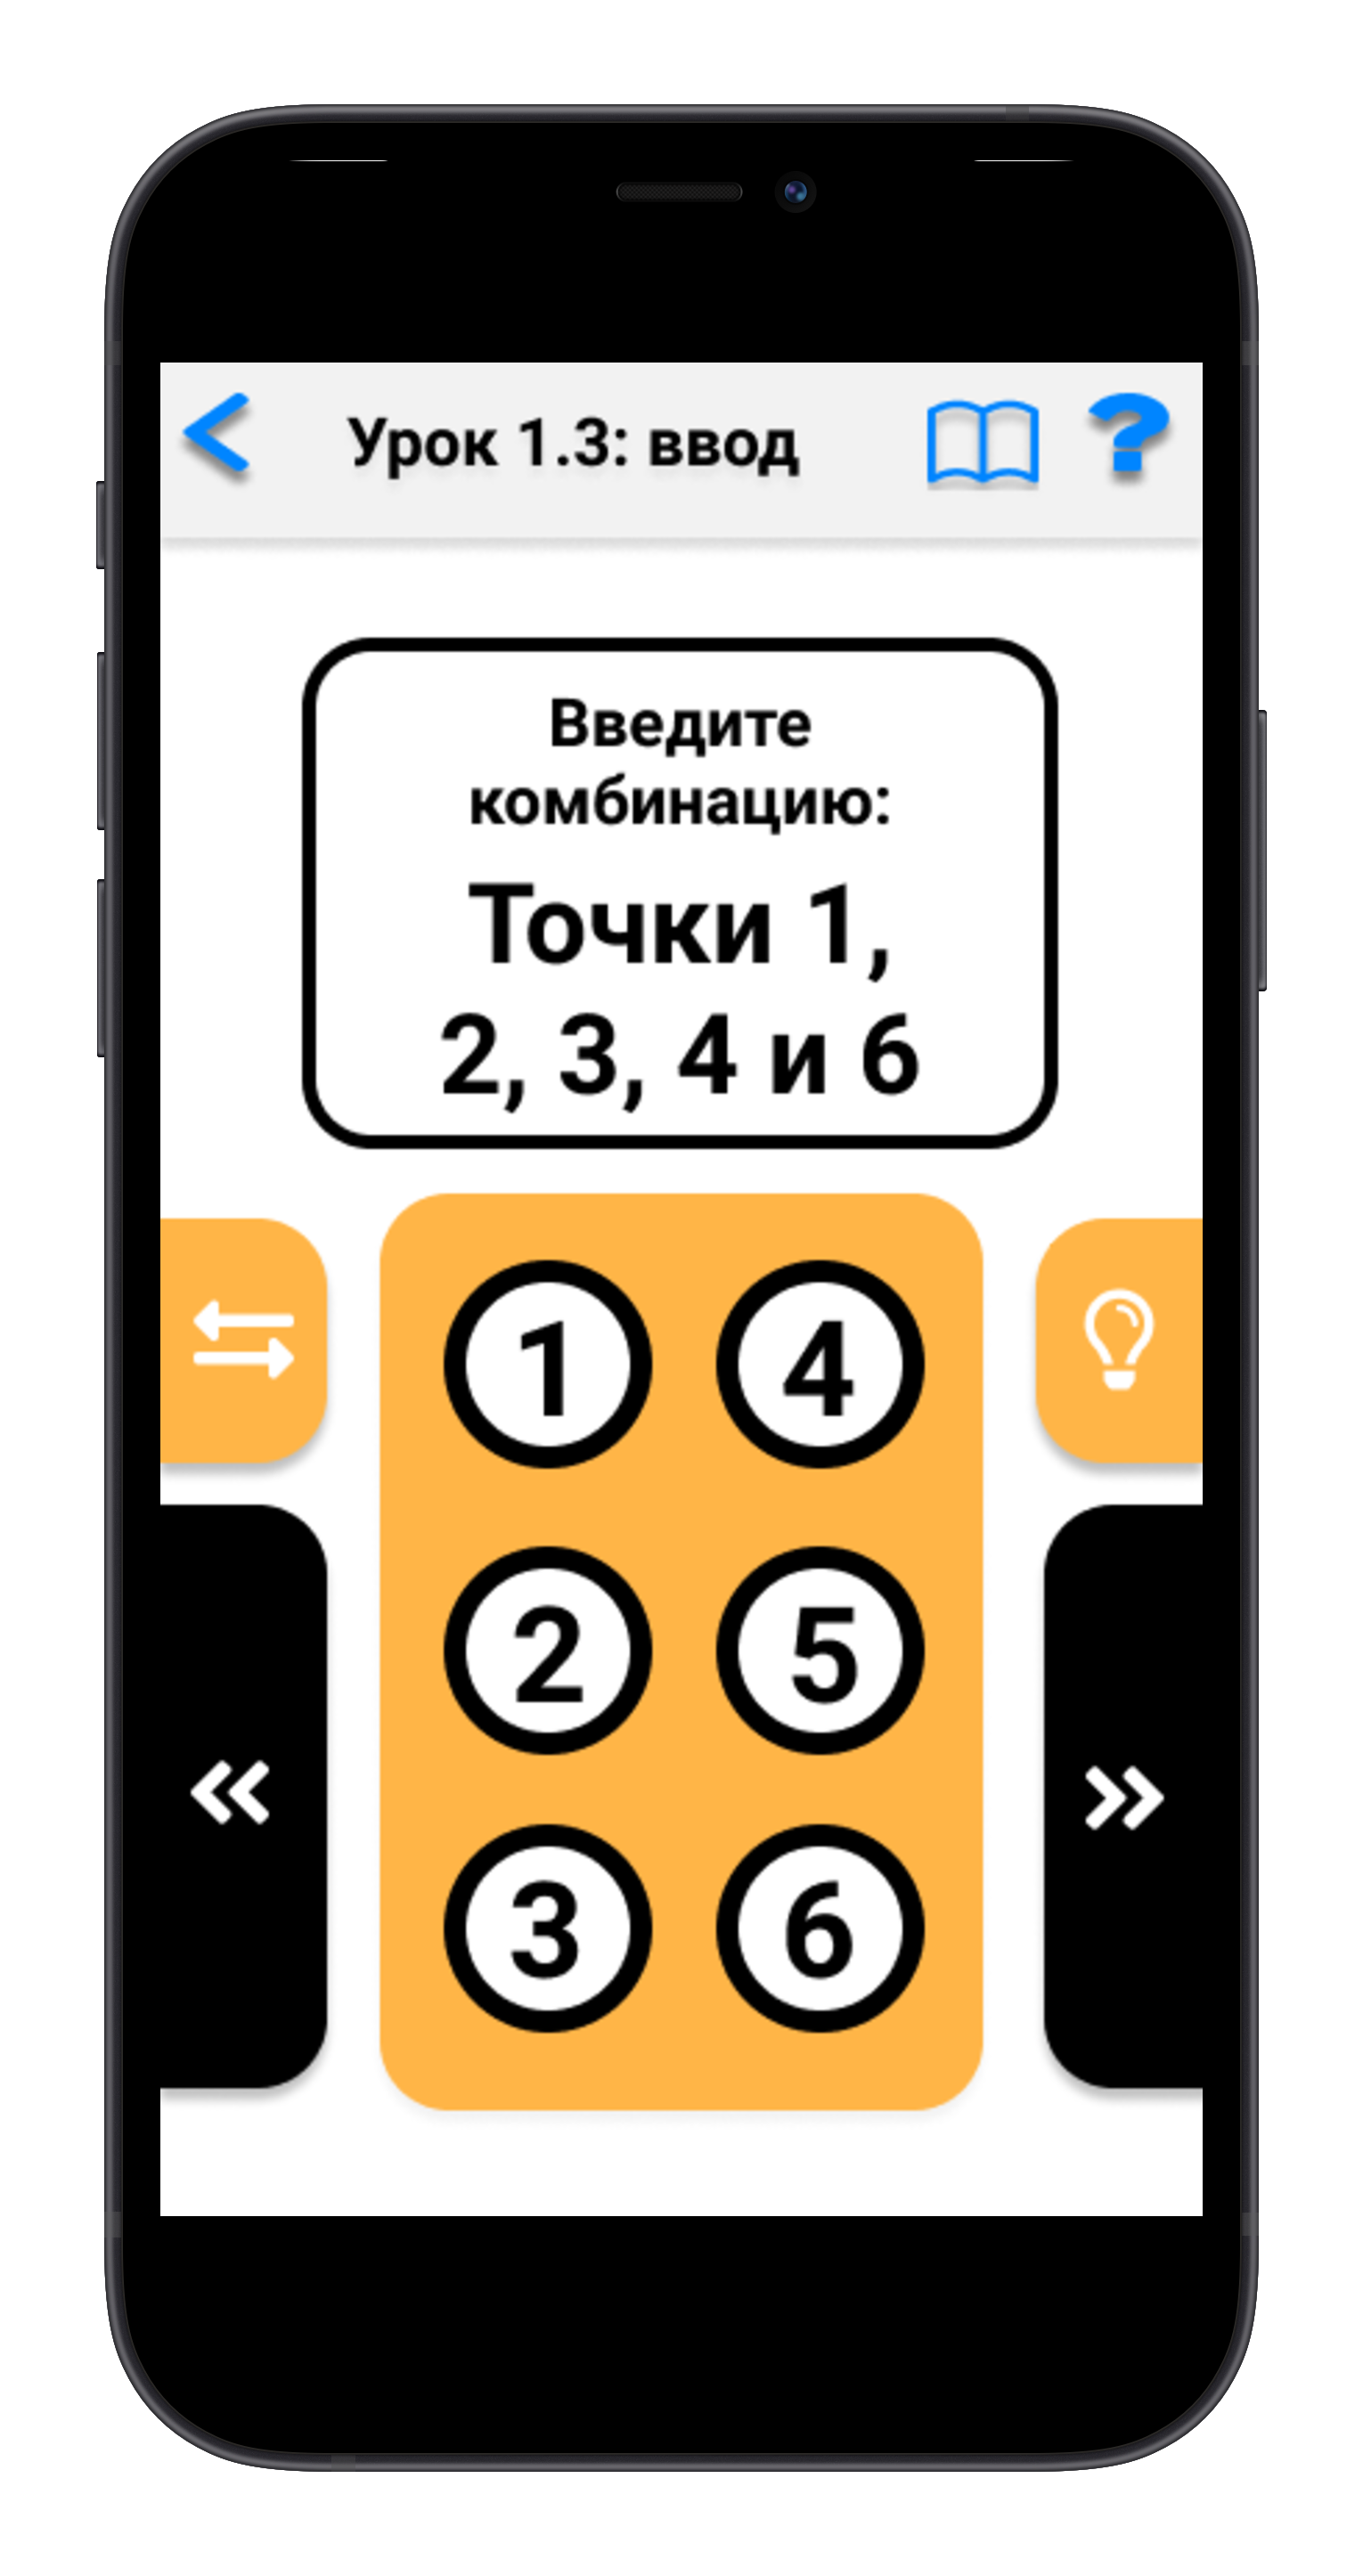 Урок 1.3: ввод
?
Введите
комбинацию:
Точки 1,
2, 3, 4 и 6
1 4
2 5
« »
3 6